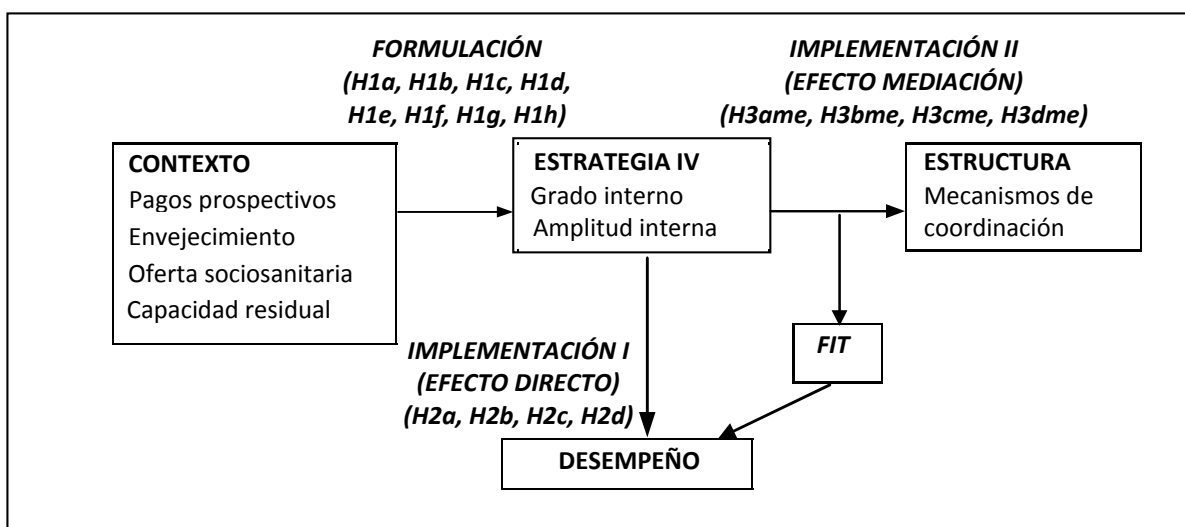 FORMULACIÓN
(H1a, H1b, H1c, H1d,
H1e, H1f, H1g, H1h)
IMPLEMENTACIÓN II
(EFECTO MEDIACIÓN)
(H3ame, H3bme, H3cme, H3dme)
CONTEXTO
Pagos prospectivos
Envejecimiento
Oferta sociosanitaria
Capacidad residual
ESTRATEGIA IV
Grado interno
Amplitud interna
ESTRUCTURA
Mecanismos de
coordinación
IMPLEMENTACIÓN I
(EFECTO DIRECTO)
(H2a, H2b, H2c, H2d)
FIT
DESEMPEÑO